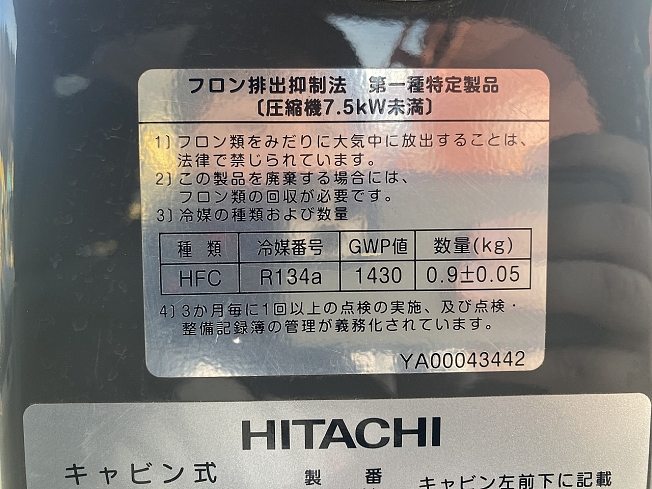 フロン排出抑制法 第一種特定製品
〔圧縮機7.5kW未満〕
1〕フロン類をみだりに大気中に放出することは、
法律で禁じられています。
2〕この製品を廃棄する場合には、
フロン類の回収が必要です。
3〕冷媒の種類および数量
種類 冷媒番号 GWP値 数量(kg)
HFC R134a 1430 0.9±0.05
4〕3か月毎に1回以上の点検の実施、及び点検・
整備記録簿の管理が義務化されています。
YA00043442
HITACHI
キャビン式 製番 キャビン左前下に記載